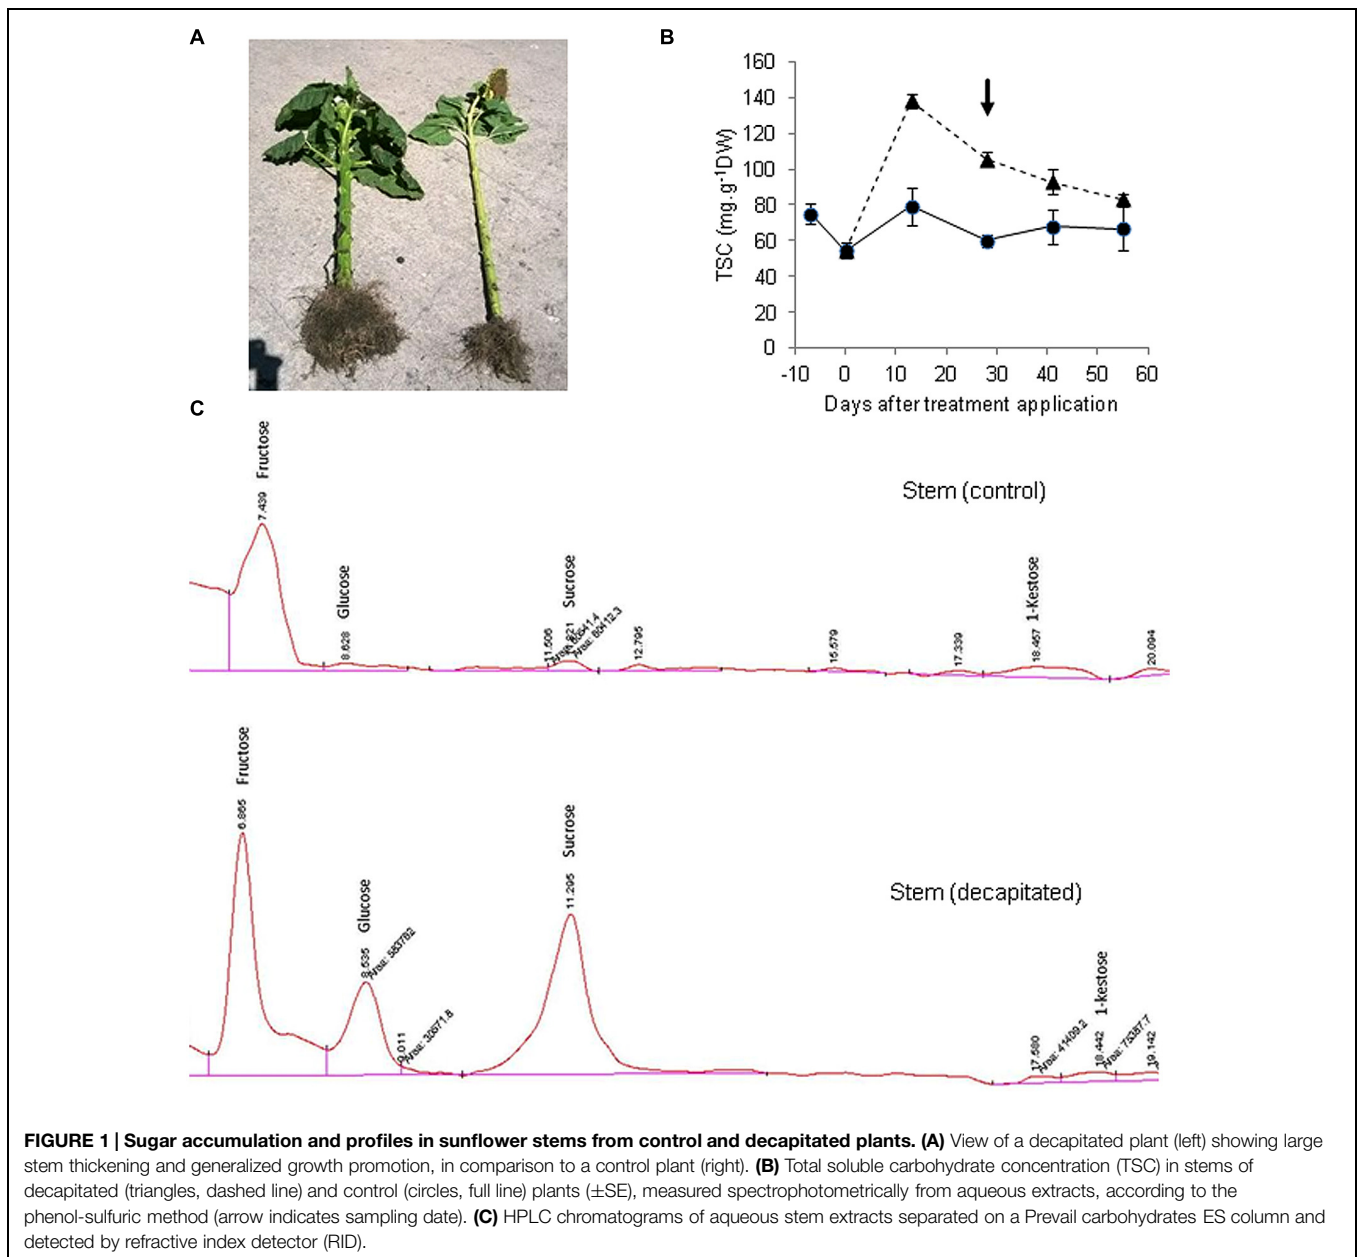 A
B
160
140
120
100
80
60
40
20
0
TSC (mg.g-1DW)
-10 0 10 20 30 40 50 60
Days after treatment application
C
Fructose
7.439
Glucose
8.628
11.506
Sucrose
Area: 80412.3
12.795
15.579
17.339
1-Kestose
18.457
20.094
Stem (control)
Fructose
6.865
Glucose
8.535
Area: 583782
Area: 30571.8
Sucrose
11.295
17.580
Area: 41409.2
1-kestose
18.442
Area: 75387.7
19.142
Stem (decapitated)
FIGURE 1 | Sugar accumulation and profiles in sunflower stems from control and decapitated plants. (A) View of a decapitated plant (left) showing large
stem thickening and generalized growth promotion, in comparison to a control plant (right). (B) Total soluble carbohydrate concentration (TSC) in stems of
decapitated (triangles, dashed line) and control (circles, full line) plants (±SE), measured spectrophotometrically from aqueous extracts, according to the
phenol-sulfuric method (arrow indicates sampling date). (C) HPLC chromatograms of aqueous stem extracts separated on a Prevail carbohydrates ES column and
detected by refractive index detector (RID).